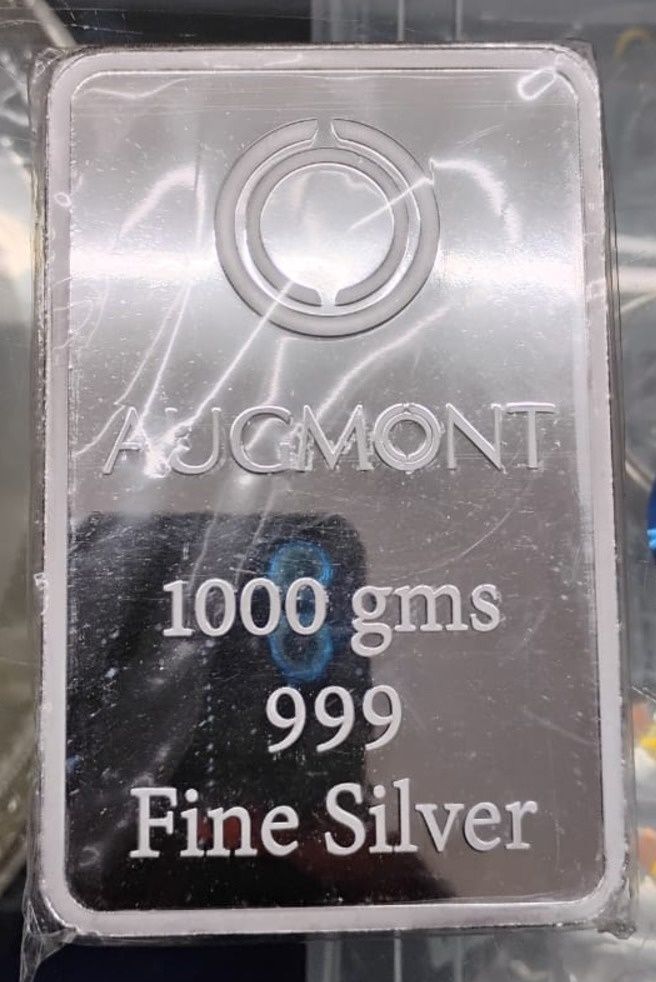 AUGMONT
1000 gms
999
Fine Silver